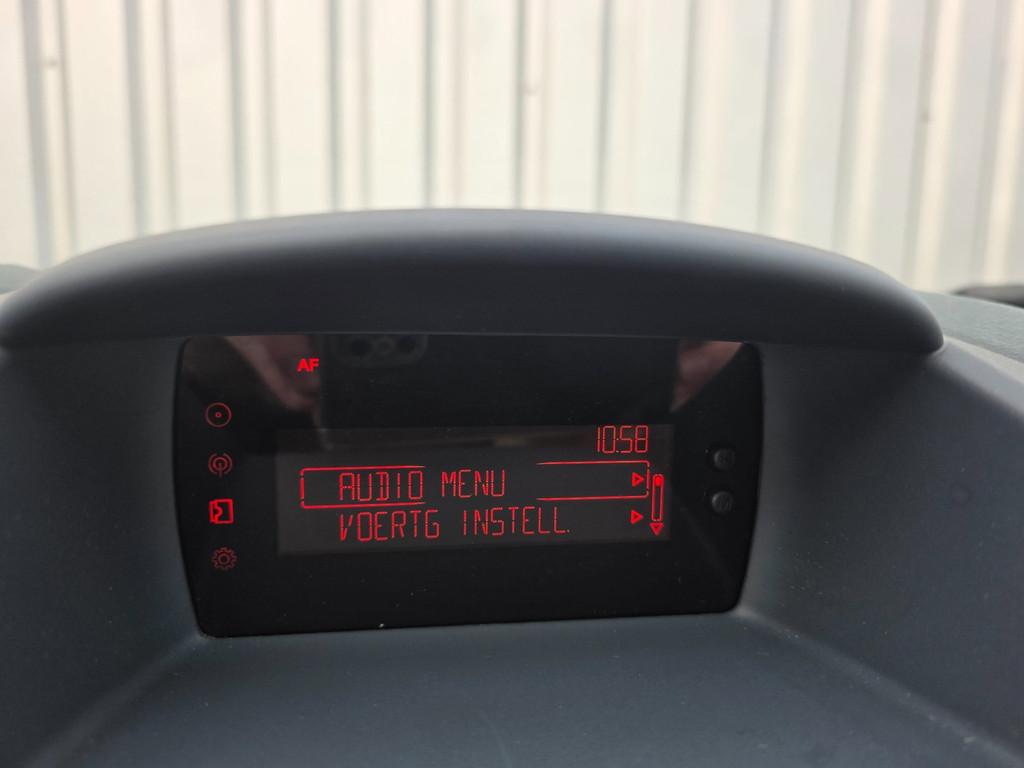 AF
10:58
AUDIO MENU
VOERTG INSTELL.